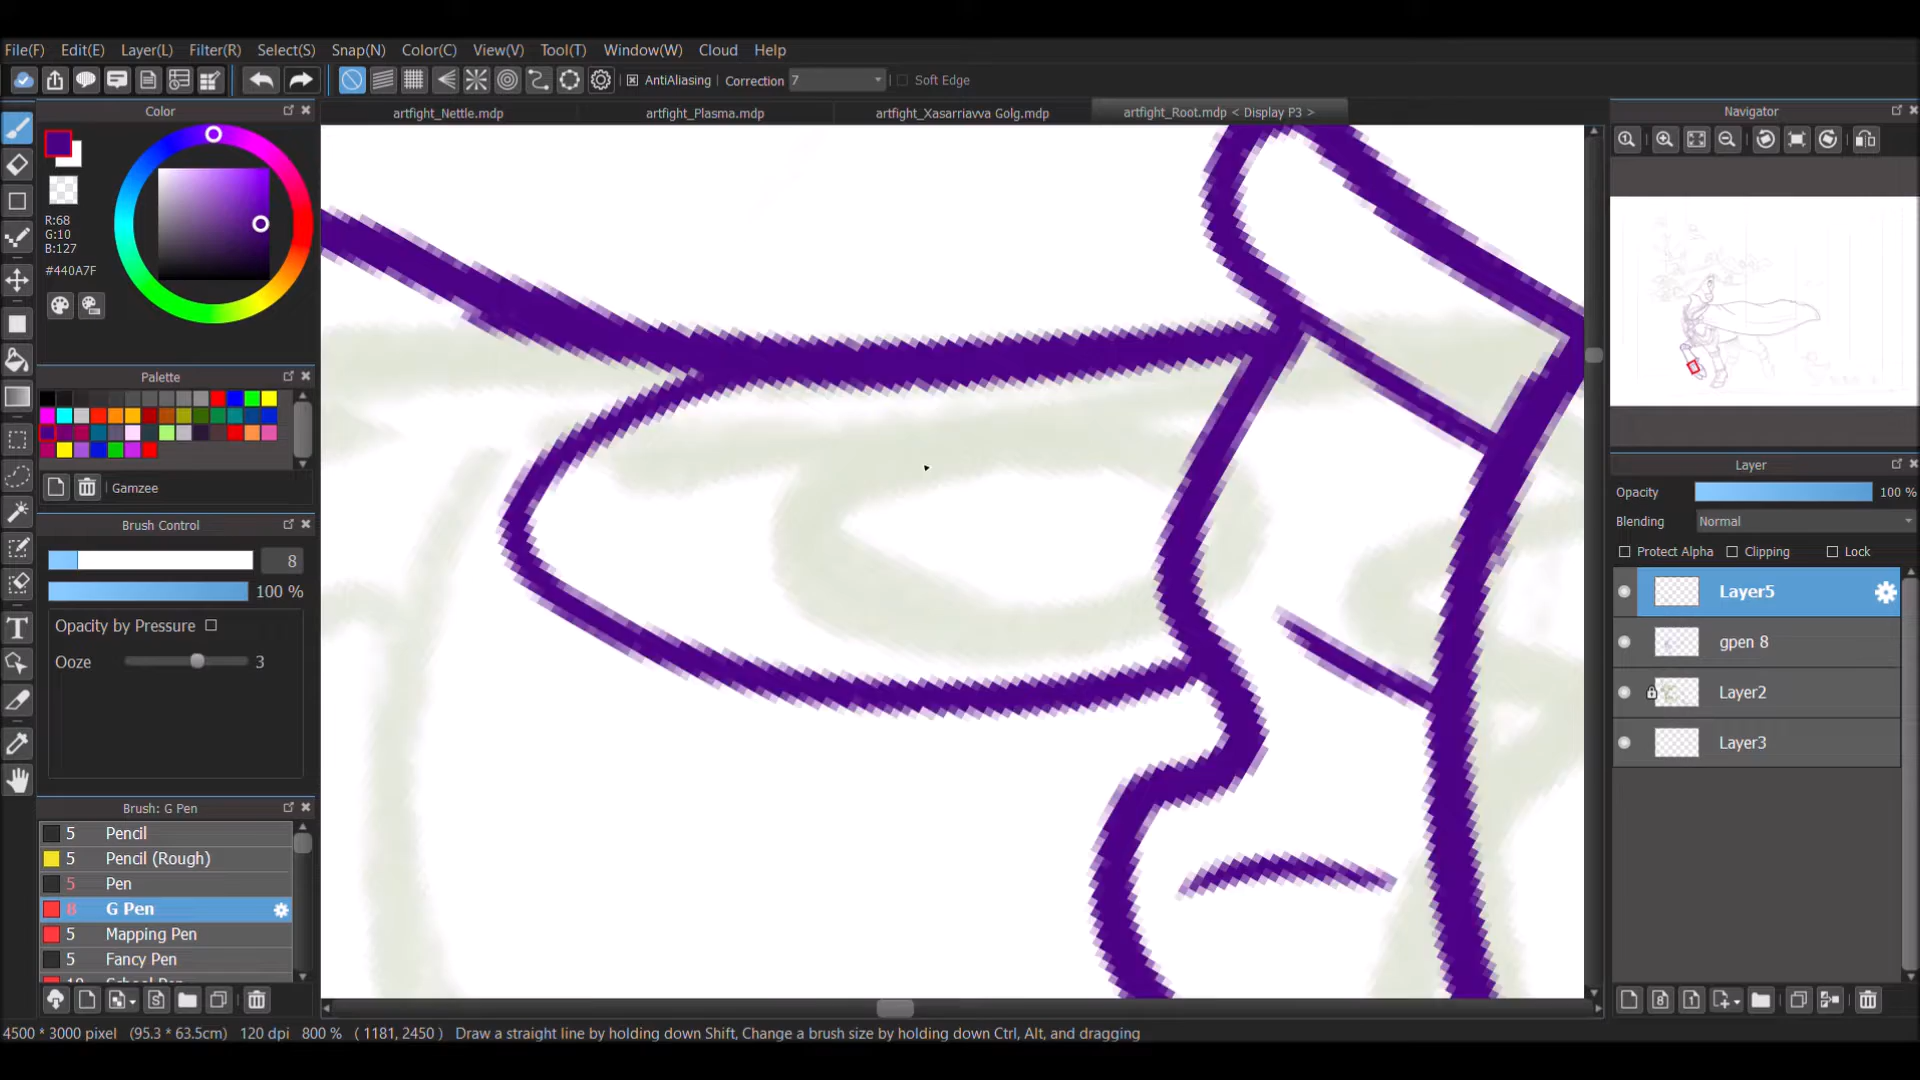 File(F) Edit(E) Layer(L) Filter(R) Select(S) Snap(N) Color(C) View(V) Tool(T) Window(W) Cloud Help
AntiAliasing Correction 7 Soft Edge
artfight_Nettle.mdp artfight_Plasma.mdp artfight_Xasarriavva Golg.mdp artfight_Root.mdp < Display P3 >
Color
R:68
G:10
B:127
#440A7F
Palette
Gamzee
Brush Control
8
100 %
Opacity by Pressure
Ooze 3
Brush: G Pen
5 Pencil
5 Pencil (Rough)
5 Pen
8 G Pen
5 Mapping Pen
5 Fancy Pen
10 School Pen
Navigator
Layer
Opacity 100 %
Blending Normal
Protect Alpha Clipping Lock
Layer5
gpen 8
Layer2
Layer3
4500 * 3000 pixel (95.3 * 63.5cm) 120 dpi 800 % ( 1181, 2450 ) Draw a straight line by holding down Shift, Change a brush size by holding down Ctrl, Alt, and dragging